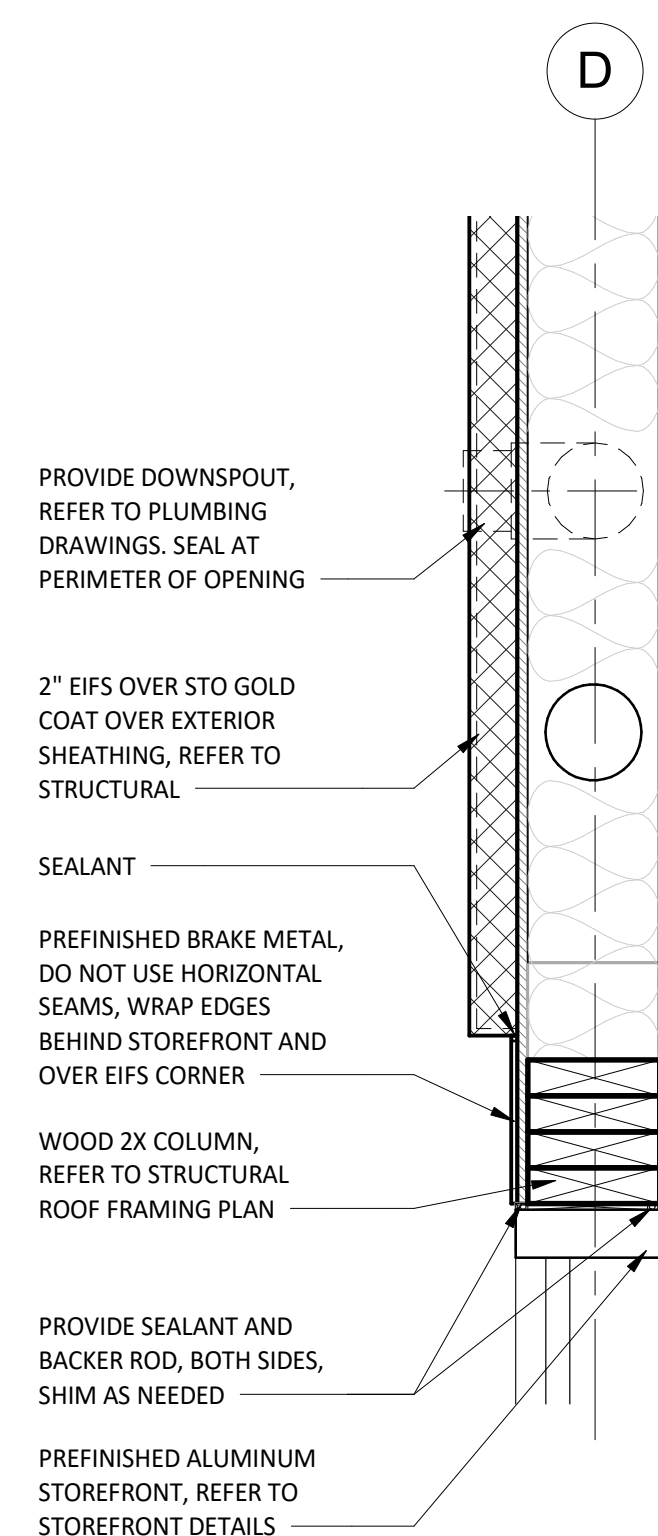 D
PROVIDE DOWNSPOUT,
REFER TO PLUMBING
DRAWINGS. SEAL AT
PERIMETER OF OPENING
2" EIFS OVER STO GOLD
COAT OVER EXTERIOR
SHEATHING, REFER TO
STRUCTURAL
SEALANT
PREFINISHED BRAKE METAL,
DO NOT USE HORIZONTAL
SEAMS, WRAP EDGES
BEHIND STOREFRONT AND
OVER EIFS CORNER
WOOD 2X COLUMN,
REFER TO STRUCTURAL
ROOF FRAMING PLAN
PROVIDE SEALANT AND
BACKER ROD, BOTH SIDES,
SHIM AS NEEDED
PREFINISHED ALUMINUM
STOREFRONT, REFER TO
STOREFRONT DETAILS